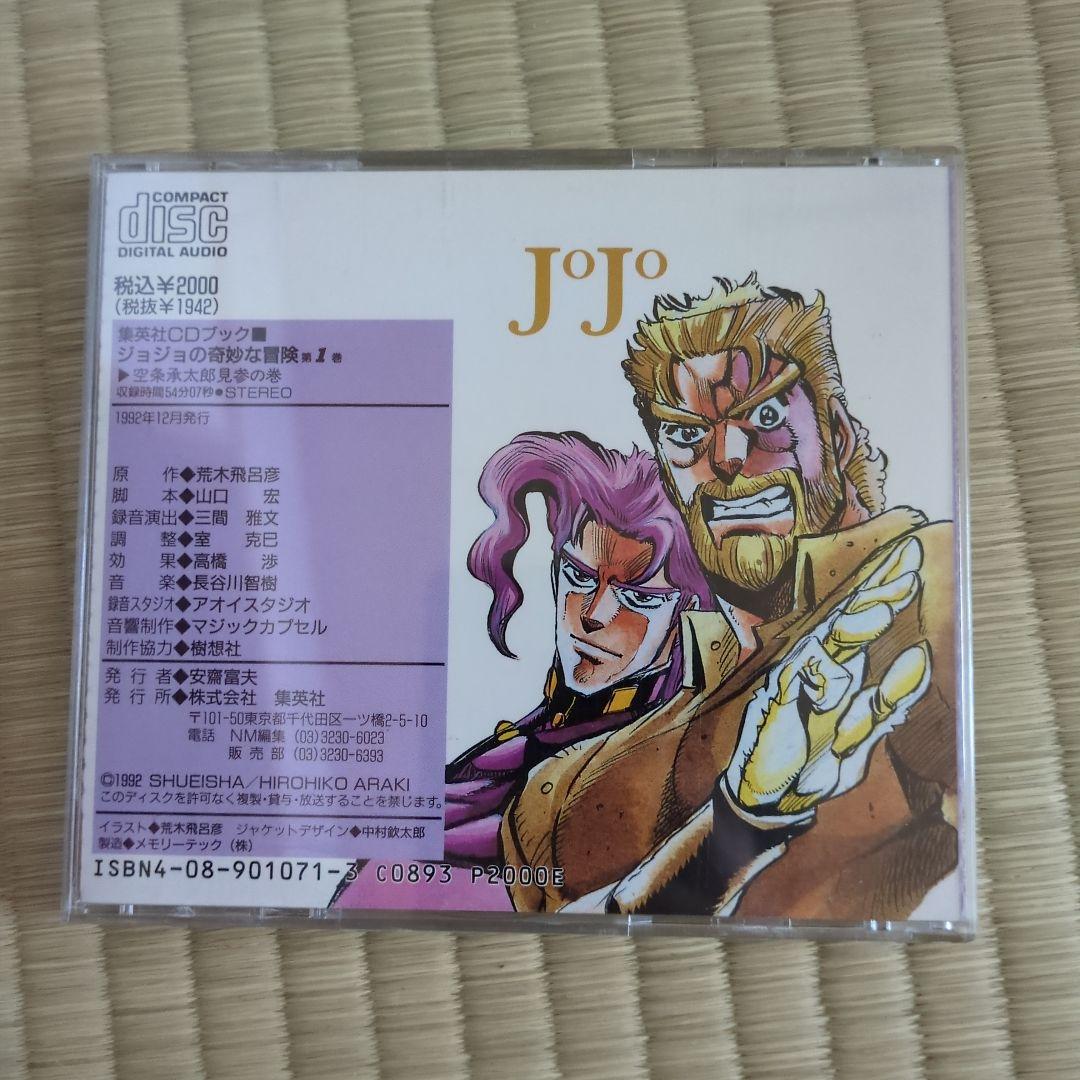 COMPACT
disc
DIGITAL AUDIO
税込¥2000
(税抜¥1942)
集英社CDブック■
ジョジョの奇妙な冒険第1巻
▶空条承太郎見参の巻
収録時間54分07秒●STEREO
1992年12月発行
原作◆荒木飛呂彦
脚本◆山口 宏
録音演出◆三間 雅文
調整◆室 克巳
効果◆高橋 渉
音楽◆長谷川智樹
録音スタジオ◆アオイスタジオ
音響制作◆マジックカプセル
制作協力◆樹想社
発行者◆安齋富夫
発行所◆株式会社 集英社
〒101-50東京都千代田区一ツ橋2-5-10
電話 NM編集 (03)3230-6023
販売部 (03)3230-6393
©1992 SHUEISHA/HIROHIKO ARAKI
このディスクを許可なく複製・貸与・放送することを禁じます。
イラスト◆荒木飛呂彦 ジャケットデザイン◆中村欽太郎
製造◆メモリーテック(株)
ISBN4-08-901071-3 C0893 P2000E
JoJo